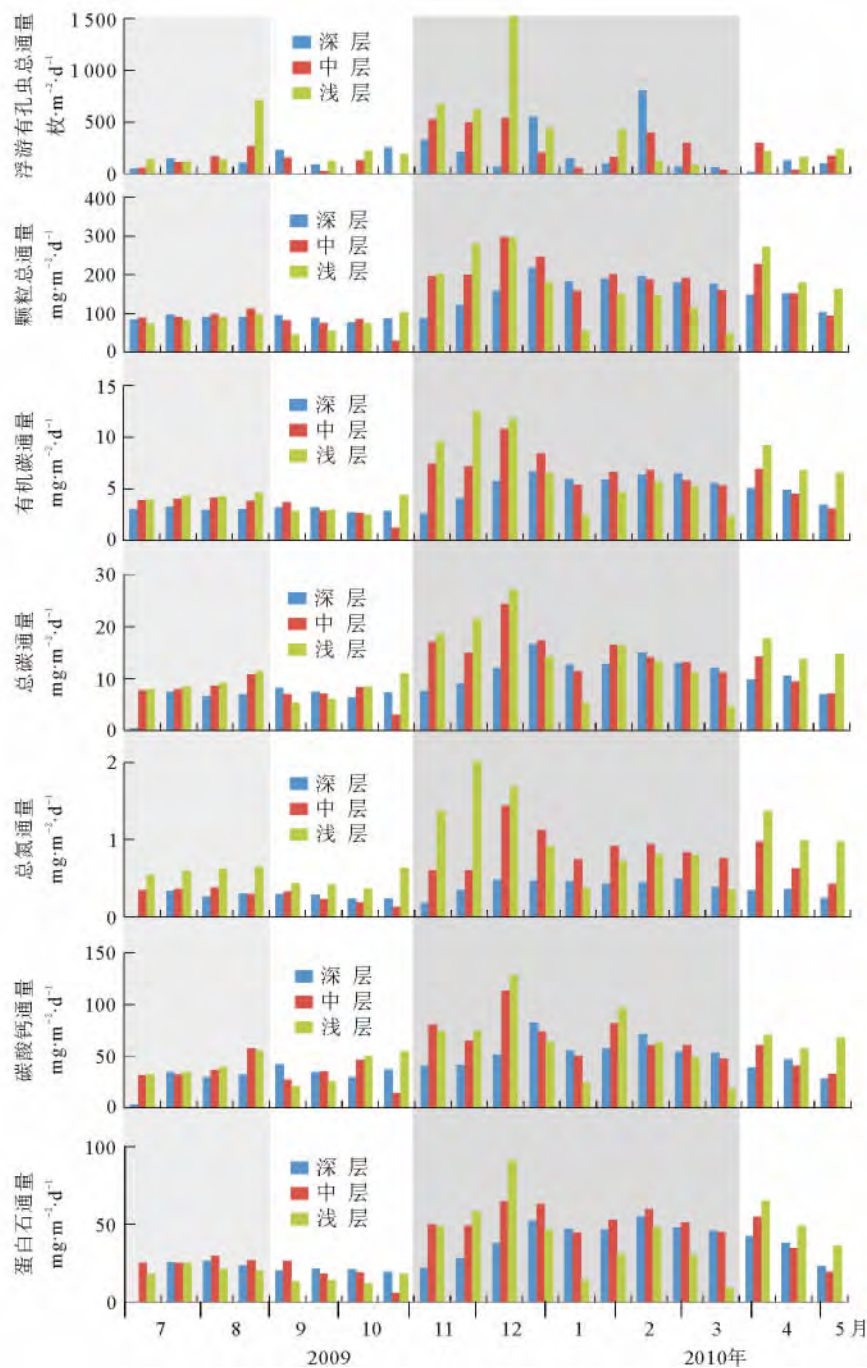 浮游有孔虫总通量
枚·m⁻²·d⁻¹
1 500
1 000
500
0
深 层
中 层
浅 层
颗粒总通量
mg·m⁻²·d⁻¹
400
300
200
100
0
深 层
中 层
浅 层
有机碳通量
mg·m⁻²·d⁻¹
15
10
5
0
深 层
中 层
浅 层
总碳通量
mg·m⁻²·d⁻¹
30
20
10
0
深 层
中 层
浅 层
总氮通量
mg·m⁻²·d⁻¹
2
1
0
深 层
中 层
浅 层
碳酸钙通量
mg·m⁻²·d⁻¹
150
100
50
0
深 层
中 层
浅 层
蛋白石通量
mg·m⁻²·d⁻¹
100
50
0
深 层
中 层
浅 层
7 8 9 10 11 12 1 2 3 4 5 月
2009 2010年